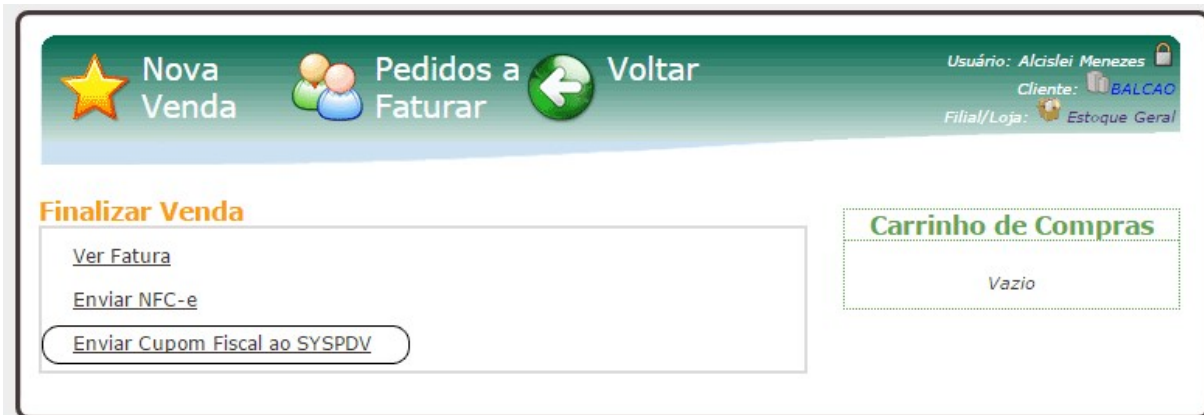 Nova
Venda
Pedidos a
Faturar
Voltar
Usuário: Alcislei Menezes
Cliente: BALCAO
Filial/Loja: Estoque Geral
Finalizar Venda
Ver Fatura
Enviar NFC-e
Enviar Cupom Fiscal ao SYSPDV
Carrinho de Compras
Vazio